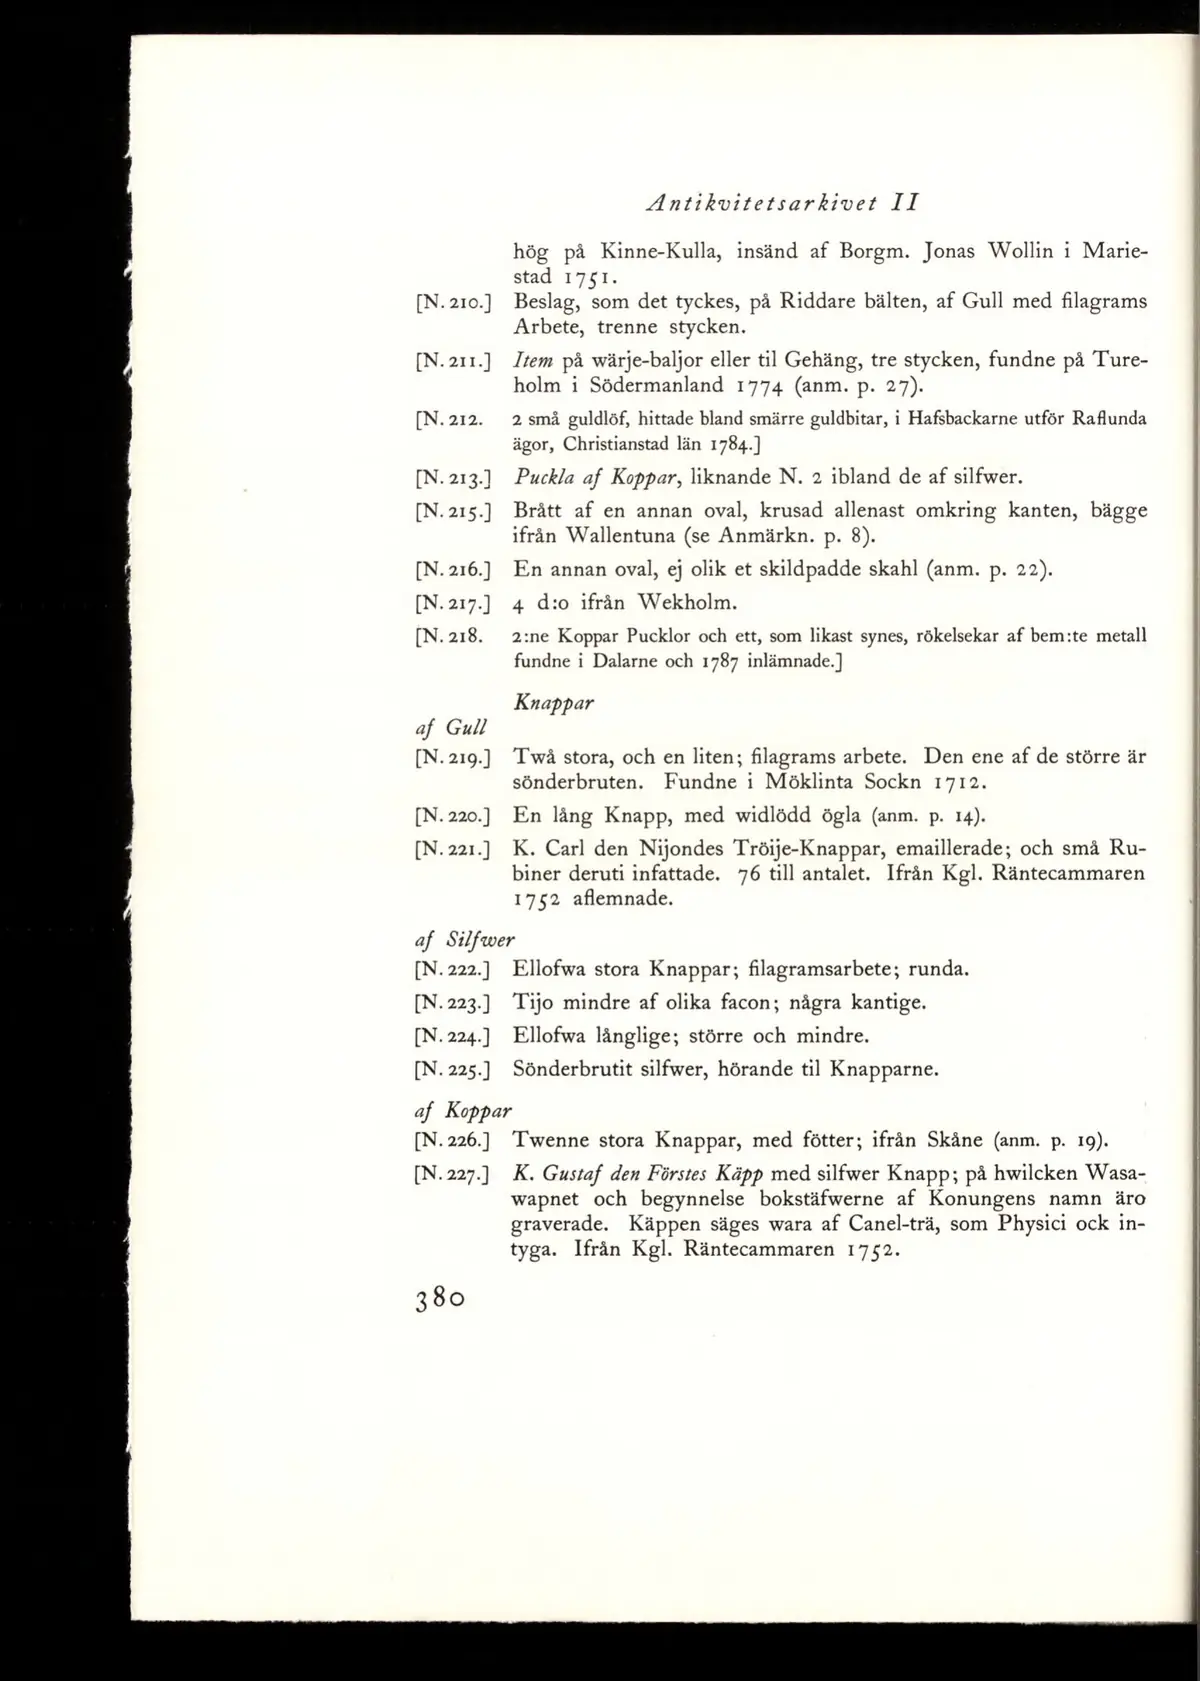 Antikvitetsarkivet II
hög på Kinne-Kulla, insänd af Borgm. Jonas Wollin i Marie-
stad 1751.
[N. 210.] Beslag, som det tyckes, på Riddare bälten, af Gull med filagrams
Arbete, trenne stycken.
[N. 211.] Item på wärje-baljor eller til Gehäng, tre stycken, fundne på Ture-
holm i Södermanland 1774 (anm. p. 27).
[N. 212. 2 små guldlöf, hittade bland smärre guldbitar, i Hafsbackarne utför Raflunda
ägor, Christianstad län 1784.]
[N. 213.] Puckla af Koppar, liknande N. 2 ibland de af silfwer.
[N. 215.] Brått af en annan oval, krusad allenast omkring kanten, bägge
ifrån Wallentuna (se Anmärkn. p. 8).
[N. 216.] En annan oval, ej olik et skildpadde skahl (anm. p. 22).
[N. 217.] 4 d:o ifrån Wekholm.
[N. 218. 2:ne Koppar Pucklor och ett, som likast synes, rökelsekar af bem:te metall
fundne i Dalarne och 1787 inlämnade.]
Knappar
af Gull
[N. 219.] Twå stora, och en liten; filagrams arbete. Den ene af de större är
sönderbruten. Fundne i Möklinta Sockn 1712.
[N. 220.] En lång Knapp, med widlödd ögla (anm. p. 14).
[N. 221.] K. Carl den Nijondes Tröije-Knappar, emaillerade; och små Ru-
biner deruti infattade. 76 till antalet. Ifrån Kgl. Räntecammaren
1752 aflemnade.
af Silfwer
[N. 222.] Ellofwa stora Knappar; filagramsarbete; runda.
[N. 223.] Tijo mindre af olika facon; några kantige.
[N. 224.] Ellofwa långlige; större och mindre.
[N. 225.] Sönderbrutit silfwer, hörande til Knapparne.
af Koppar
[N. 226.] Twenne stora Knappar, med fötter; ifrån Skåne (anm. p. 19).
[N. 227.] K. Gustaf den Förstes Käpp med silfwer Knapp; på hwilcken Wasa-
wapnet och begynnelse bokstäfwerne af Konungens namn äro
graverade. Käppen säges wara af Canel-trä, som Physici ock in-
tyga. Ifrån Kgl. Räntecammaren 1752.
380